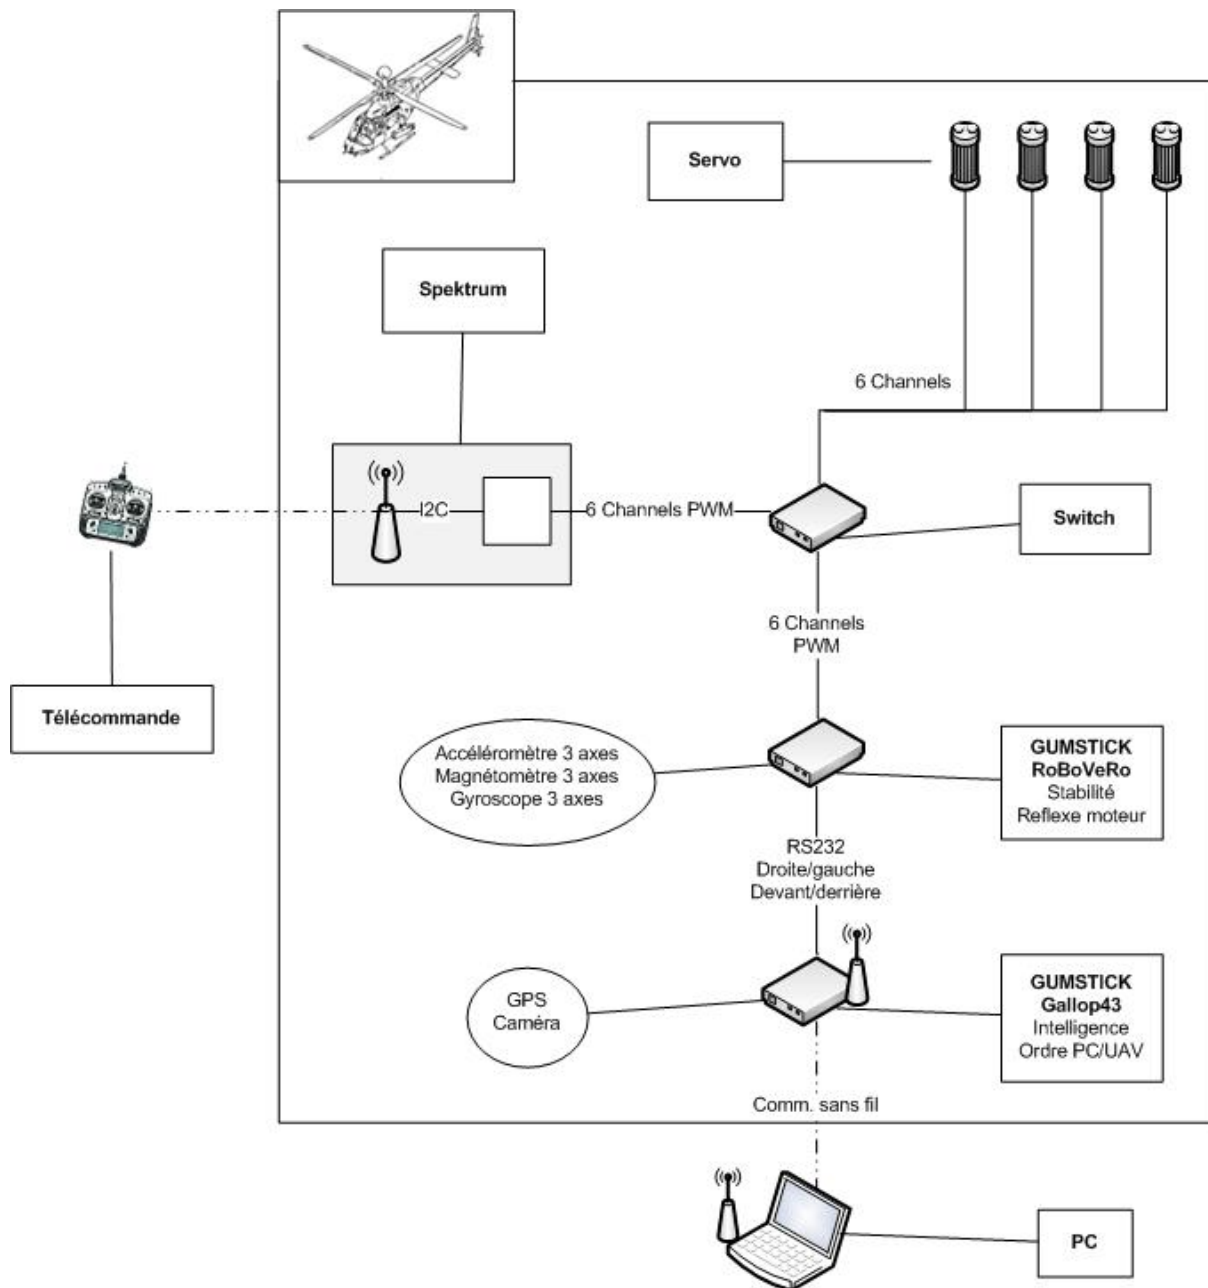 Servo
Spektrum
6 Channels
I2C
6 Channels PWM
Switch
6 Channels
PWM
Télécommande
Accéléromètre 3 axes
Magnétomètre 3 axes
Gyroscope 3 axes
GUMSTICK
RoBoVeRo
Stabilité
Reflexe moteur
RS232
Droite/gauche
Devant/derrière
GPS
Caméra
GUMSTICK
Gallop43
Intelligence
Ordre PC/UAV
Comm. sans fil
PC